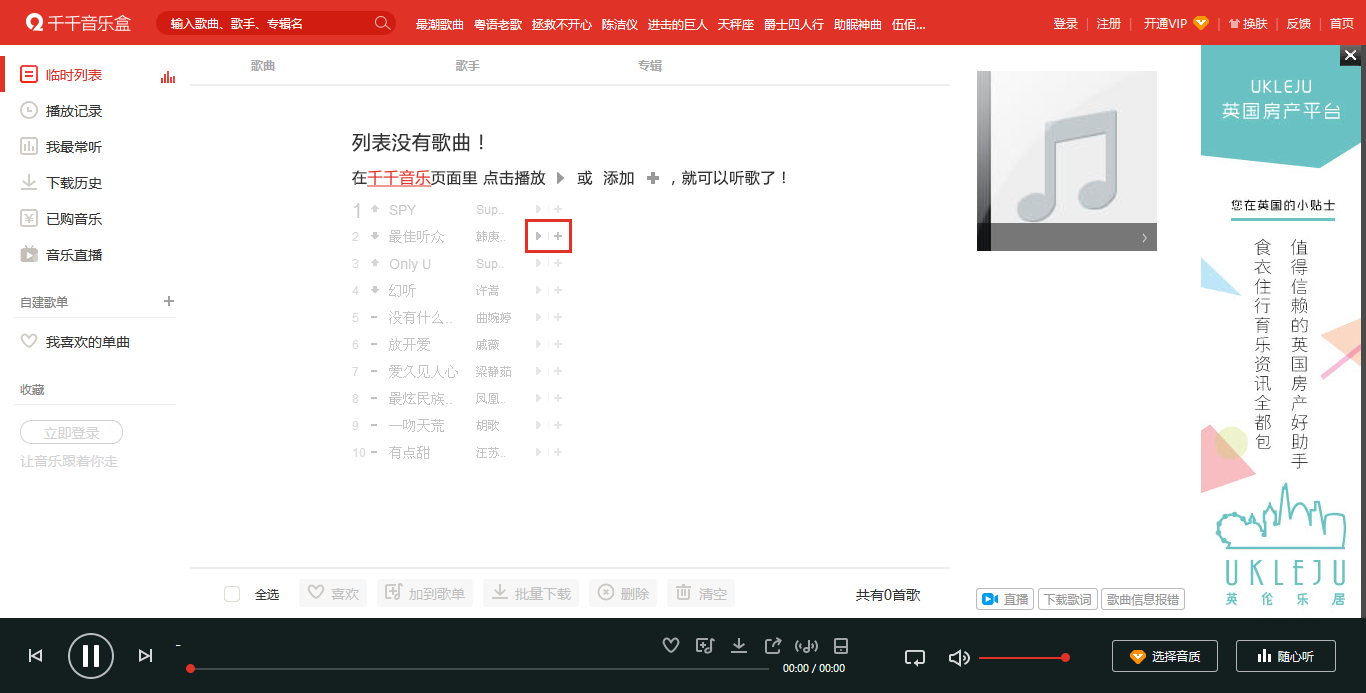 千千音乐盒
输入歌曲、歌手、专辑名
最潮歌曲 粤语老歌 拯救不开心 陈洁仪 进击的巨人 天秤座 爵士四人行 助眠神曲 伍佰...
登录 注册 开通VIP 换肤 反馈 首页
临时列表
播放记录
我最常听
下载历史
已购音乐
音乐直播
自建歌单
我喜欢的单曲
收藏
立即登录
让音乐跟着你走
歌曲 歌手 专辑
列表没有歌曲！
在千千音乐页面里 点击播放 或 添加 ，就可以听歌了！
1 SPY Sup..
2 最佳听众 韩庚..
3 Only U Sup..
4 幻听 许嵩
5 没有什么.. 曲婉婷
6 放开爱 戚薇
7 爱久见人心 梁静茹
8 最炫民族.. 凤凰..
9 一吻天荒 胡歌
10 有点甜 汪苏..
全选 喜欢 加到歌单 批量下载 删除 清空 共有0首歌
直播 下载歌词 歌曲信息报错
UKLEJU
英国房产平台
您在英国的小贴士
值得信赖的英国房产好助手
食衣住行育乐资讯全都包
UKLEJU
英伦乐居
-
00:00 / 00:00
选择音质
随心听